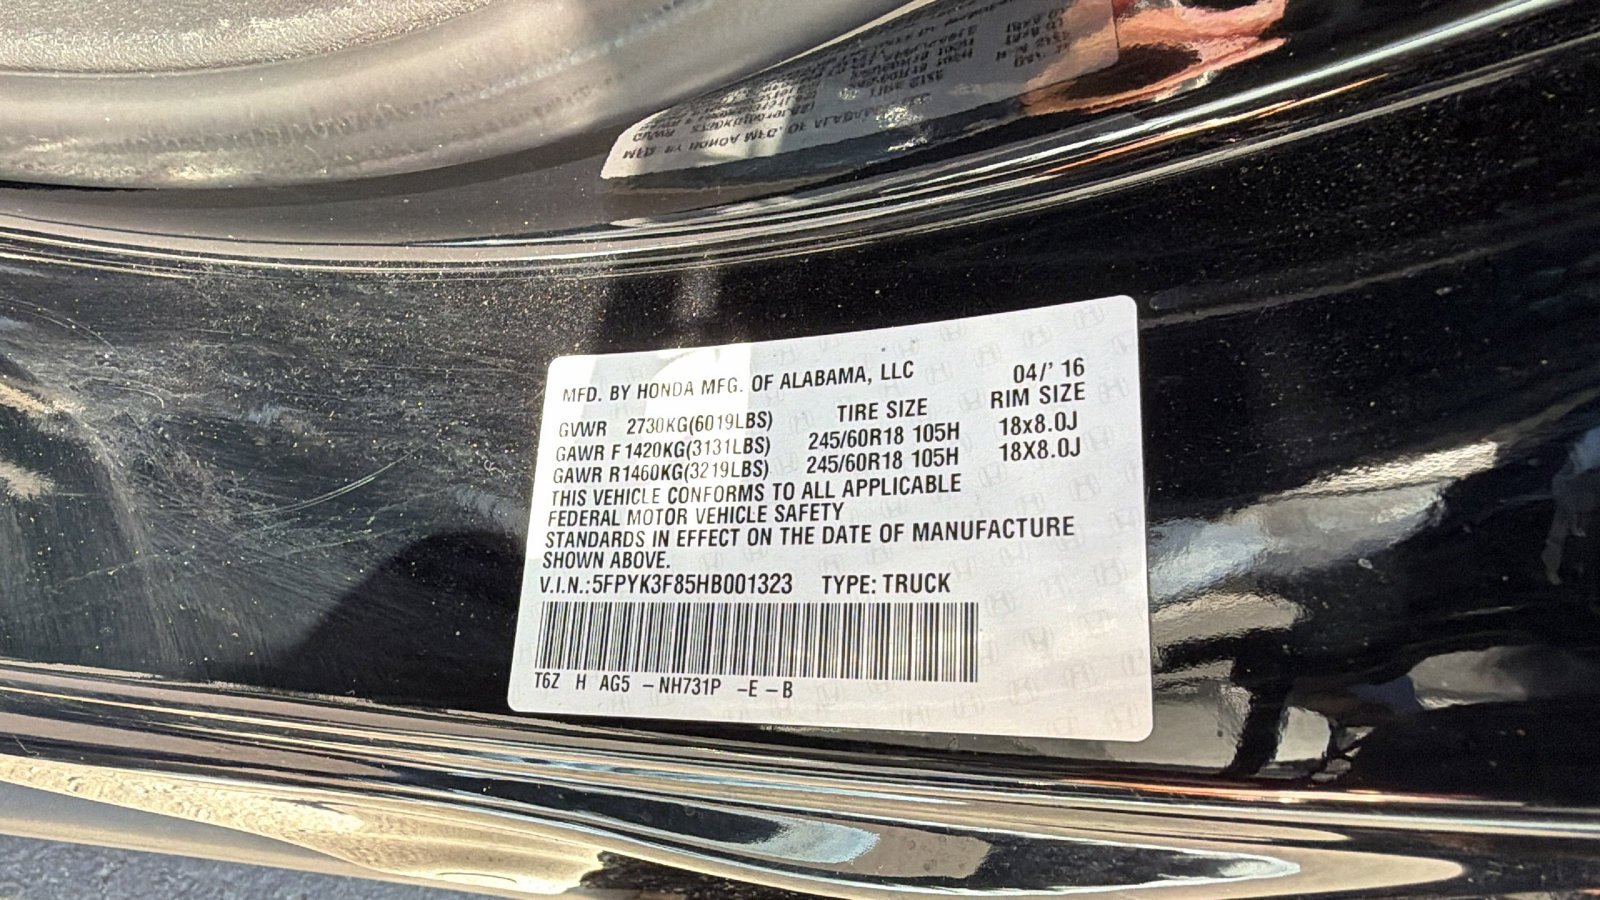 MFD. BY HONDA MFG. OF ALABAMA, LLC 04/' 16
GVWR 2730KG(6019LBS) TIRE SIZE RIM SIZE
GAWR F1420KG(3131LBS) 245/60R18 105H 18x8.0J
GAWR R1460KG(3219LBS) 245/60R18 105H 18X8.0J
THIS VEHICLE CONFORMS TO ALL APPLICABLE
FEDERAL MOTOR VEHICLE SAFETY
STANDARDS IN EFFECT ON THE DATE OF MANUFACTURE
SHOWN ABOVE.
V.I.N.:5FPYK3F85HB001323 TYPE: TRUCK
T6Z H AG5 -NH731P -E-B